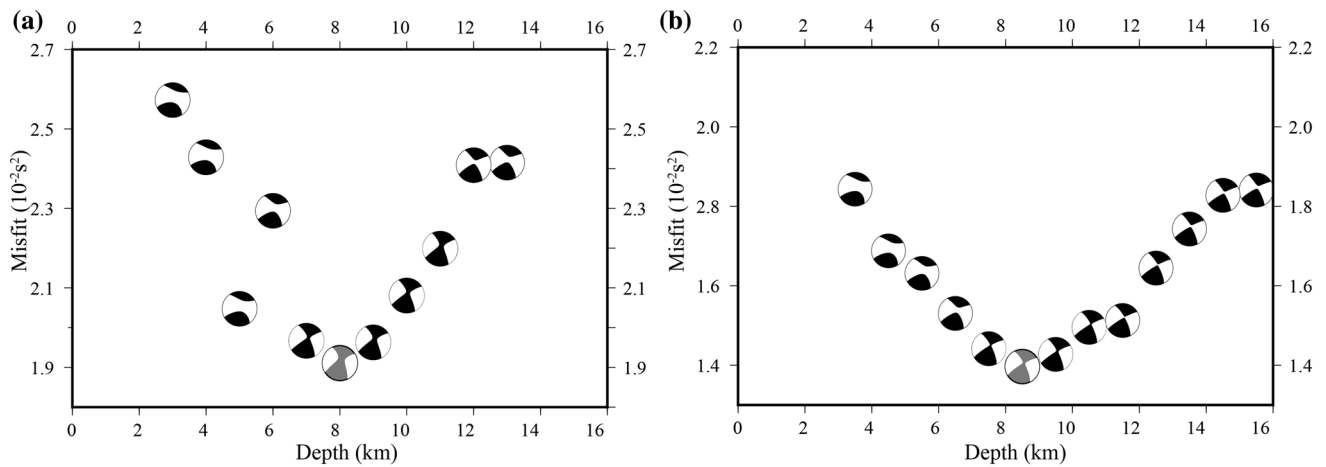 (a)
0 2 4 6 8 10 12 14 16
2.7 2.7
2.5 2.5
2.3 2.3
2.1 2.1
1.9 1.9
Misfit (10⁻²s²)
0 2 4 6 8 10 12 14 16
Depth (km)
(b)
0 2 4 6 8 10 12 14 16
2.2 2.2
2.0 2.0
2.8 1.8
1.6 1.6
1.4 1.4
Misfit (10⁻²s²)
0 2 4 6 8 10 12 14 16
Depth (km)